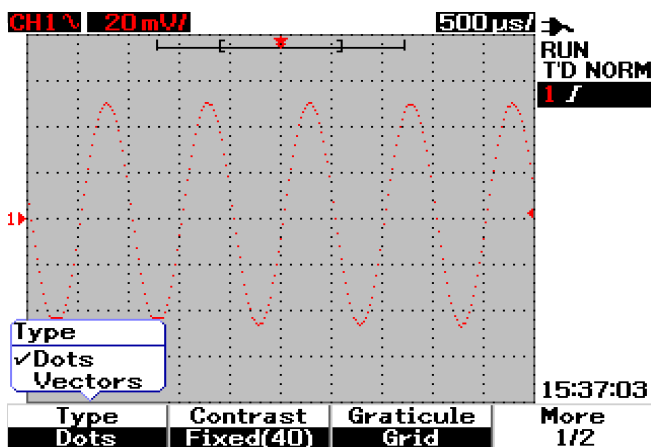 CH1 20 mV/ 500 µs/
RUN
T'D NORM
1
1
Type
✓Dots
Vectors
15:37:03
Type Contrast Graticule More
Dots Fixed(40) Grid 1/2